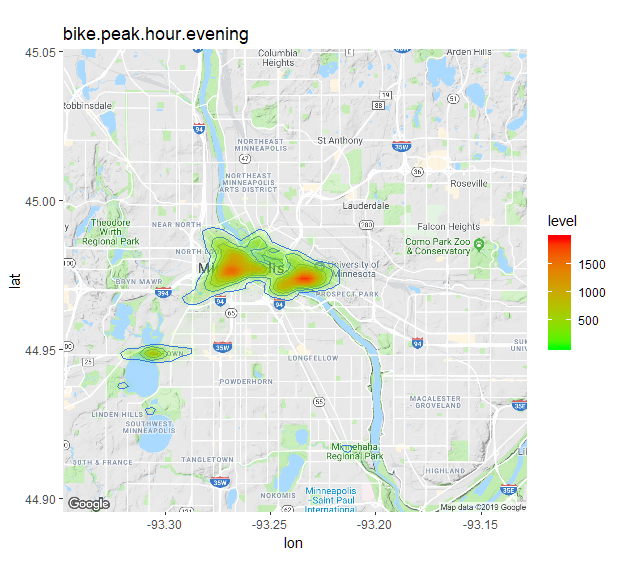 bike.peak.hour.evening
45.05
45.00
44.95
44.90
lat
-93.30
-93.25
-93.20
-93.15
lon
level
1500
1000
500
Columbia
Heights
Arden Hills
Robbinsdale
19
88
51
94
St Anthony
35W
NORTHEAST
MINNEAPOLIS
47
36
NORTHEAST
MINNEAPOLIS
ARTS DISTRICT
Roseville
Lauderdale
Theodore
Wirth
Regional Park
NEAR NORTH
280
Falcon Heights
Como Park Zoo
& Conservatory
University of
Minnesota
BRYN MAWR
394
94
94
PROSPECT PARK
65
35W
94
25
LONGFELLOW
POWDERHORN
55
MACALESTER
- GROVELAND
35E
LINDEN HILLS
SOUTHWEST
MINNEAPOLIS
TANGLETOWN
Minnehaha
Regional Park
HIGHLAND
35W
NOKOMIS
Minneapolis
-Saint Paul
International
35E
Google
Map data ©2019 Google